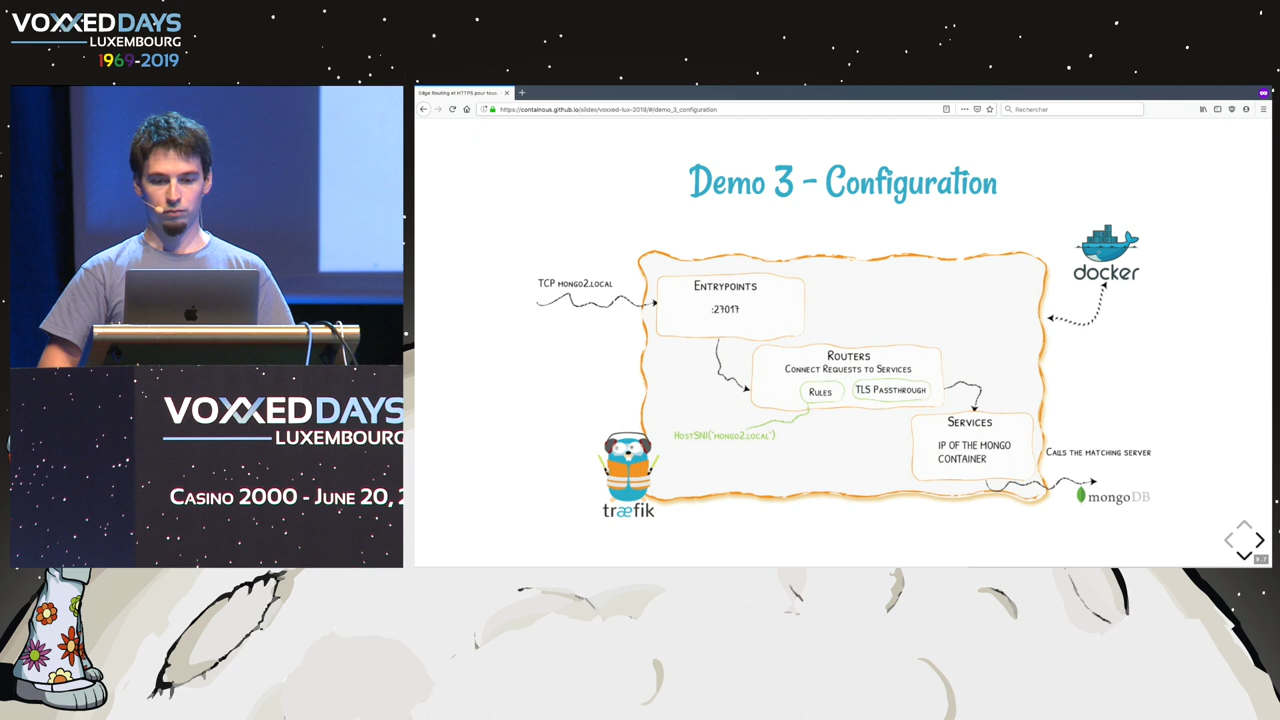 VOXXED DAYS
LUXEMBOURG
1969-2019
Edge Routing et HTTPS pour tous
https://containous.github.io/slides/voxxed-lux-2019/#/demo_3_configuration
Rechercher
Demo 3 - Configuration
docker
TCP mongo2.local
Entrypoints
:27017
Routers
Connect Requests to Services
Rules
TLS Passthrough
HostSNI('mongo2.local')
Services
IP of the mongo
container
Calls the matching server
mongoDB
træfik
VOXXED DAYS
LUXEMBOURG
Casino 2000 - June 20, 2